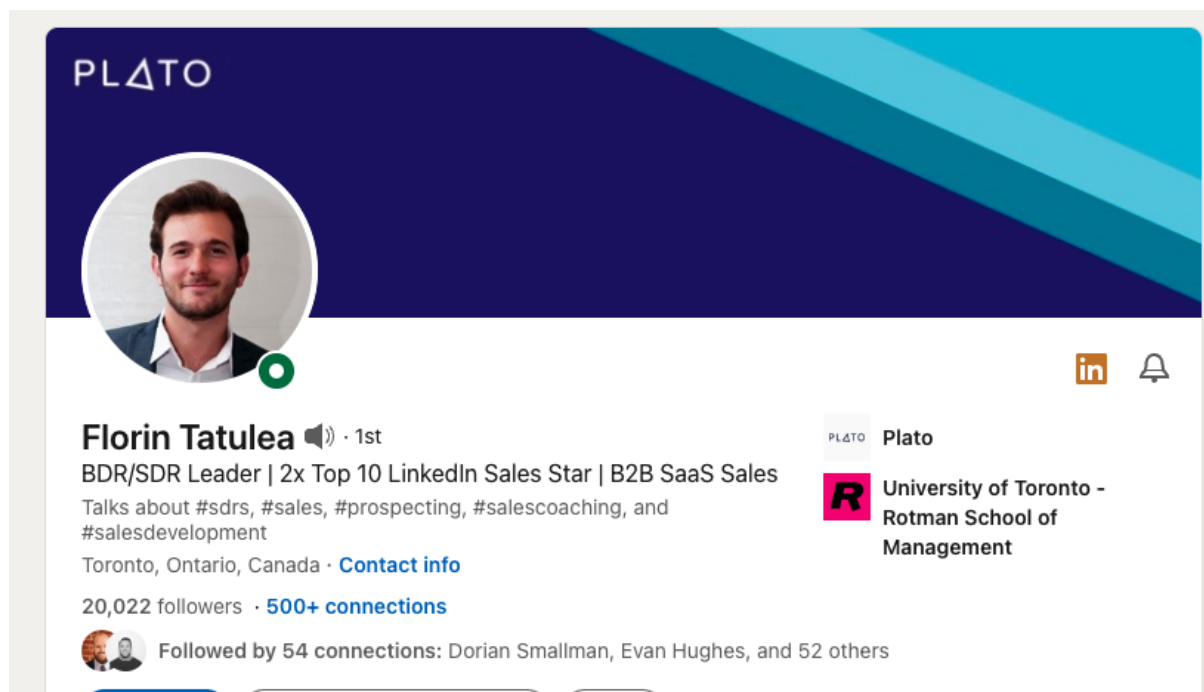 PLATO
Florin Tatulea · 1st
BDR/SDR Leader | 2x Top 10 LinkedIn Sales Star | B2B SaaS Sales
Talks about #sdrs, #sales, #prospecting, #salescoaching, and
#salesdevelopment
Toronto, Ontario, Canada · Contact info
20,022 followers · 500+ connections
Followed by 54 connections: Dorian Smallman, Evan Hughes, and 52 others
in
PLATO
Plato
R
University of Toronto -
Rotman School of
Management